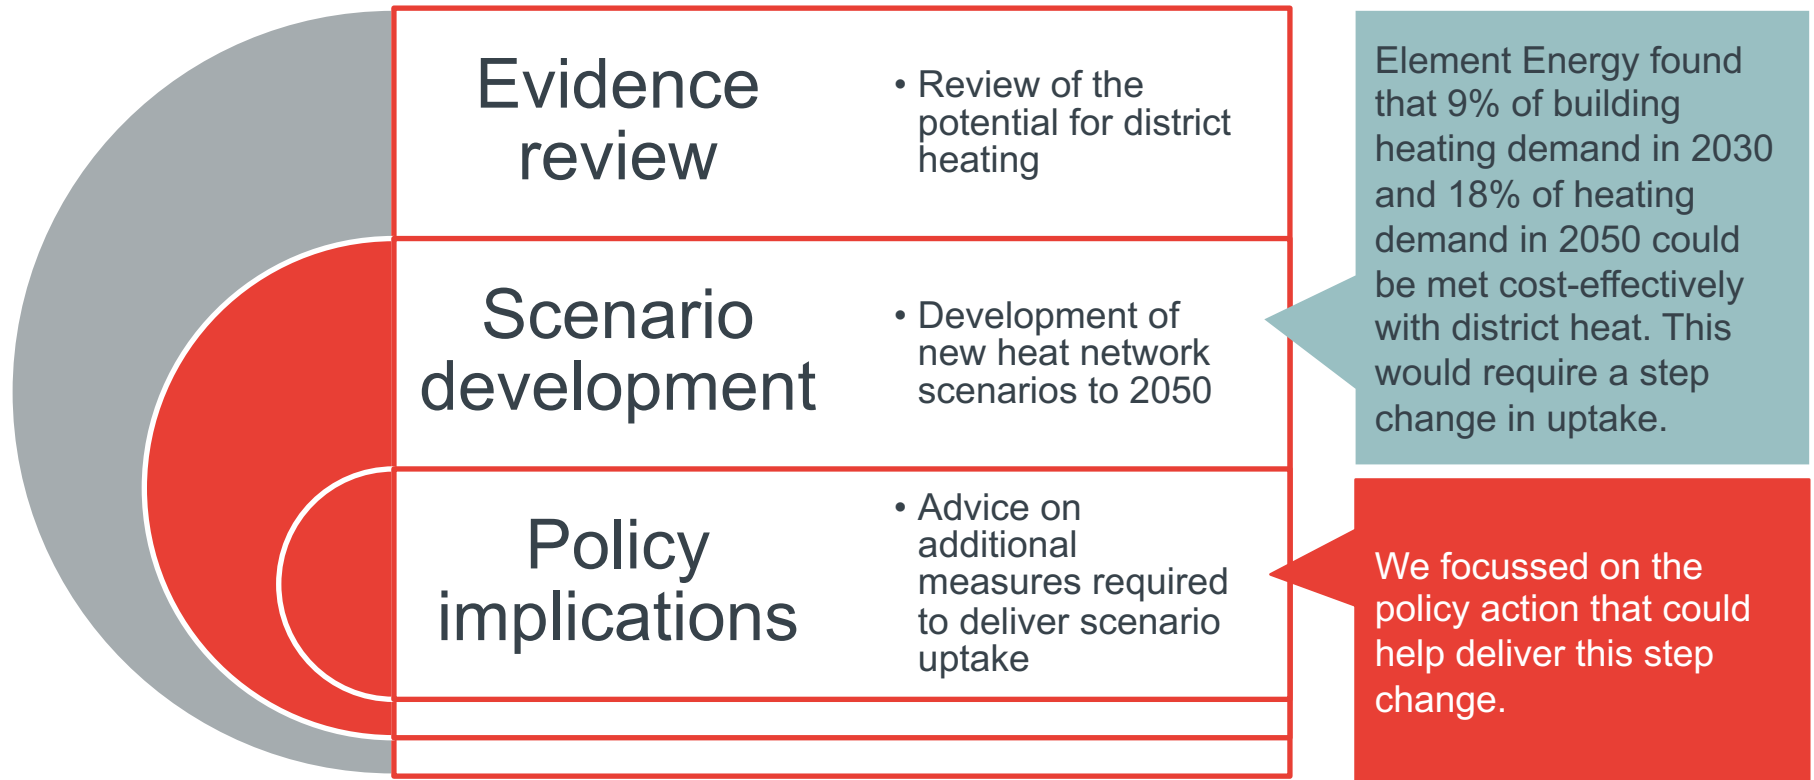 Evidence
review
• Review of the
potential for district
heating
Scenario
development
• Development of
new heat network
scenarios to 2050
Policy
implications
• Advice on
additional
measures required
to deliver scenario
uptake
Element Energy found
that 9% of building
heating demand in 2030
and 18% of heating
demand in 2050 could
be met cost-effectively
with district heat. This
would require a step
change in uptake.
We focussed on the
policy action that could
help deliver this step
change.